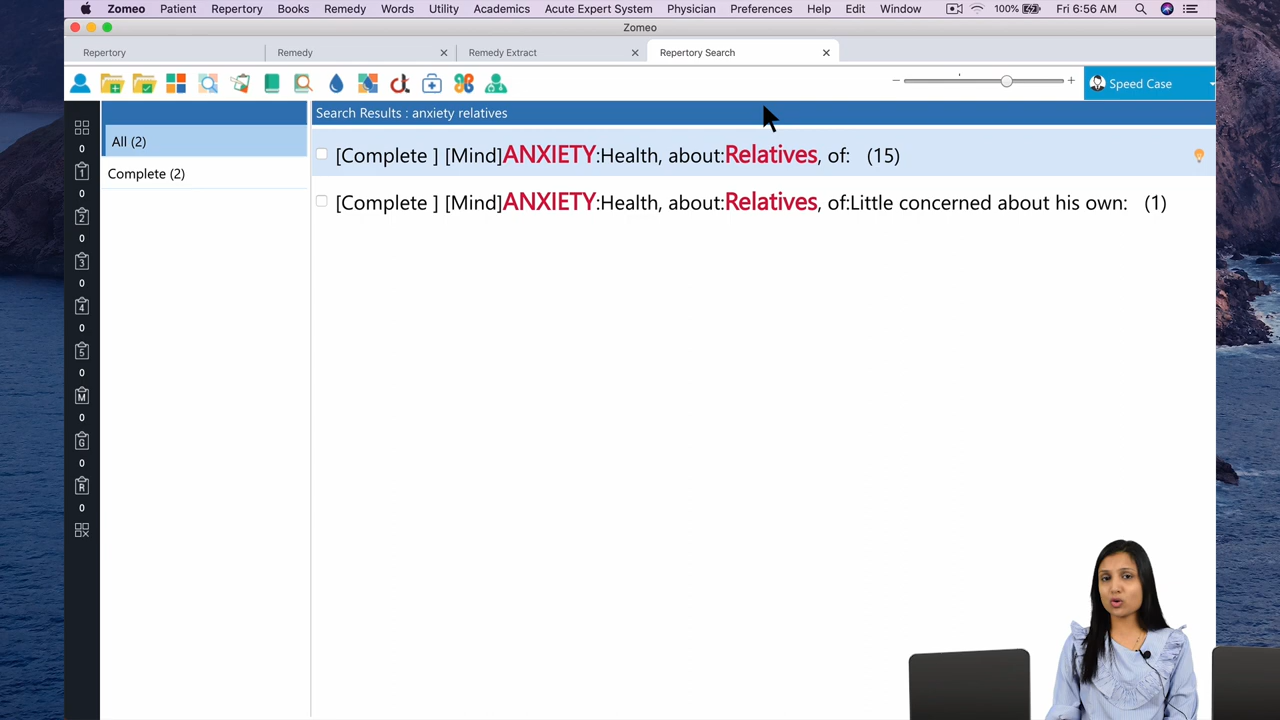 Zomeo Patient Repertory Books Remedy Words Utility Academics Acute Expert System Physician Preferences Help Edit Window 100% Fri 6:56 AM
Zomeo
Repertory Remedy Remedy Extract Repertory Search
Speed Case
Search Results : anxiety relatives
All (2)
Complete (2)
[Complete ] [Mind]ANXIETY:Health, about:Relatives, of: (15)
[Complete ] [Mind]ANXIETY:Health, about:Relatives, of:Little concerned about his own: (1)
0
1
0
2
0
3
0
4
0
5
0
M
0
G
0
R
0